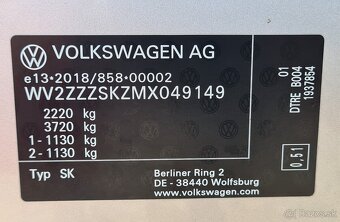 VOLKSWAGEN AG
e13*2018/858*00002
WV2ZZZSKZMX049149
2220 kg
3720 kg
1 - 1130 kg
2 - 1130 kg
Typ SK
Berliner Ring 2
DE - 38440 Wolfsburg
www.volkswagen.com
01
DTRE B004
1937854
0.51